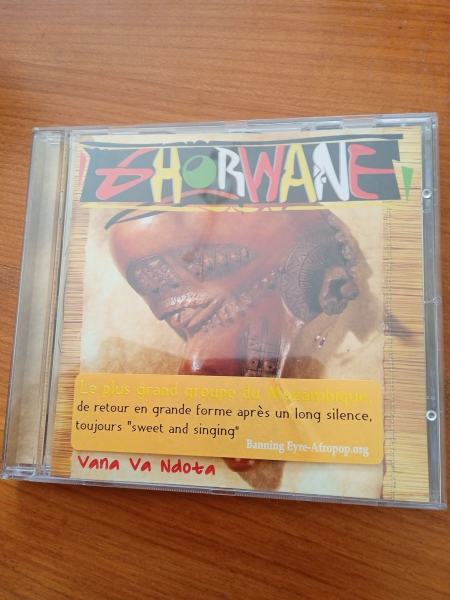 GHORWANE
Le plus grand groupe du Mozambique,
de retour en grande forme après un long silence,
toujours "sweet and singing"
Banning Eyre-Afropop.org
Vana Va Ndota